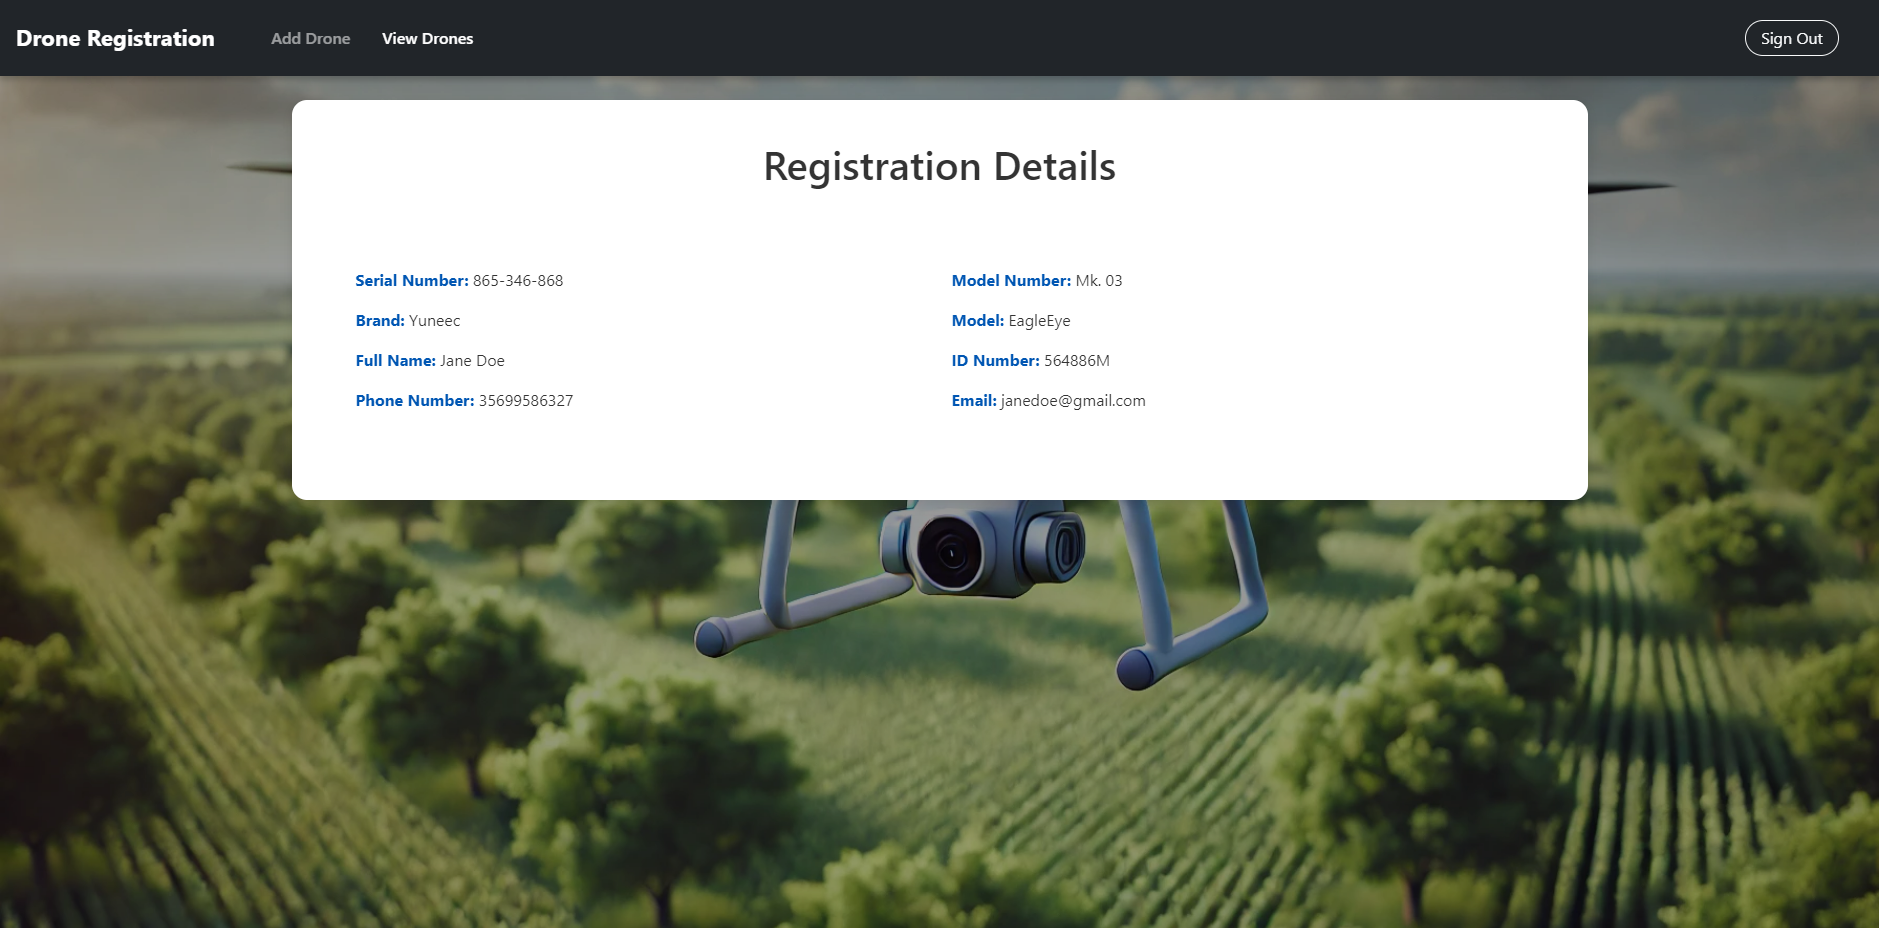 Drone Registration Add Drone View Drones Sign Out
Registration Details
Serial Number: 865-346-868 Model Number: Mk. 03
Brand: Yuneec Model: EagleEye
Full Name: Jane Doe ID Number: 564886M
Phone Number: 35699586327 Email: janedoe@gmail.com